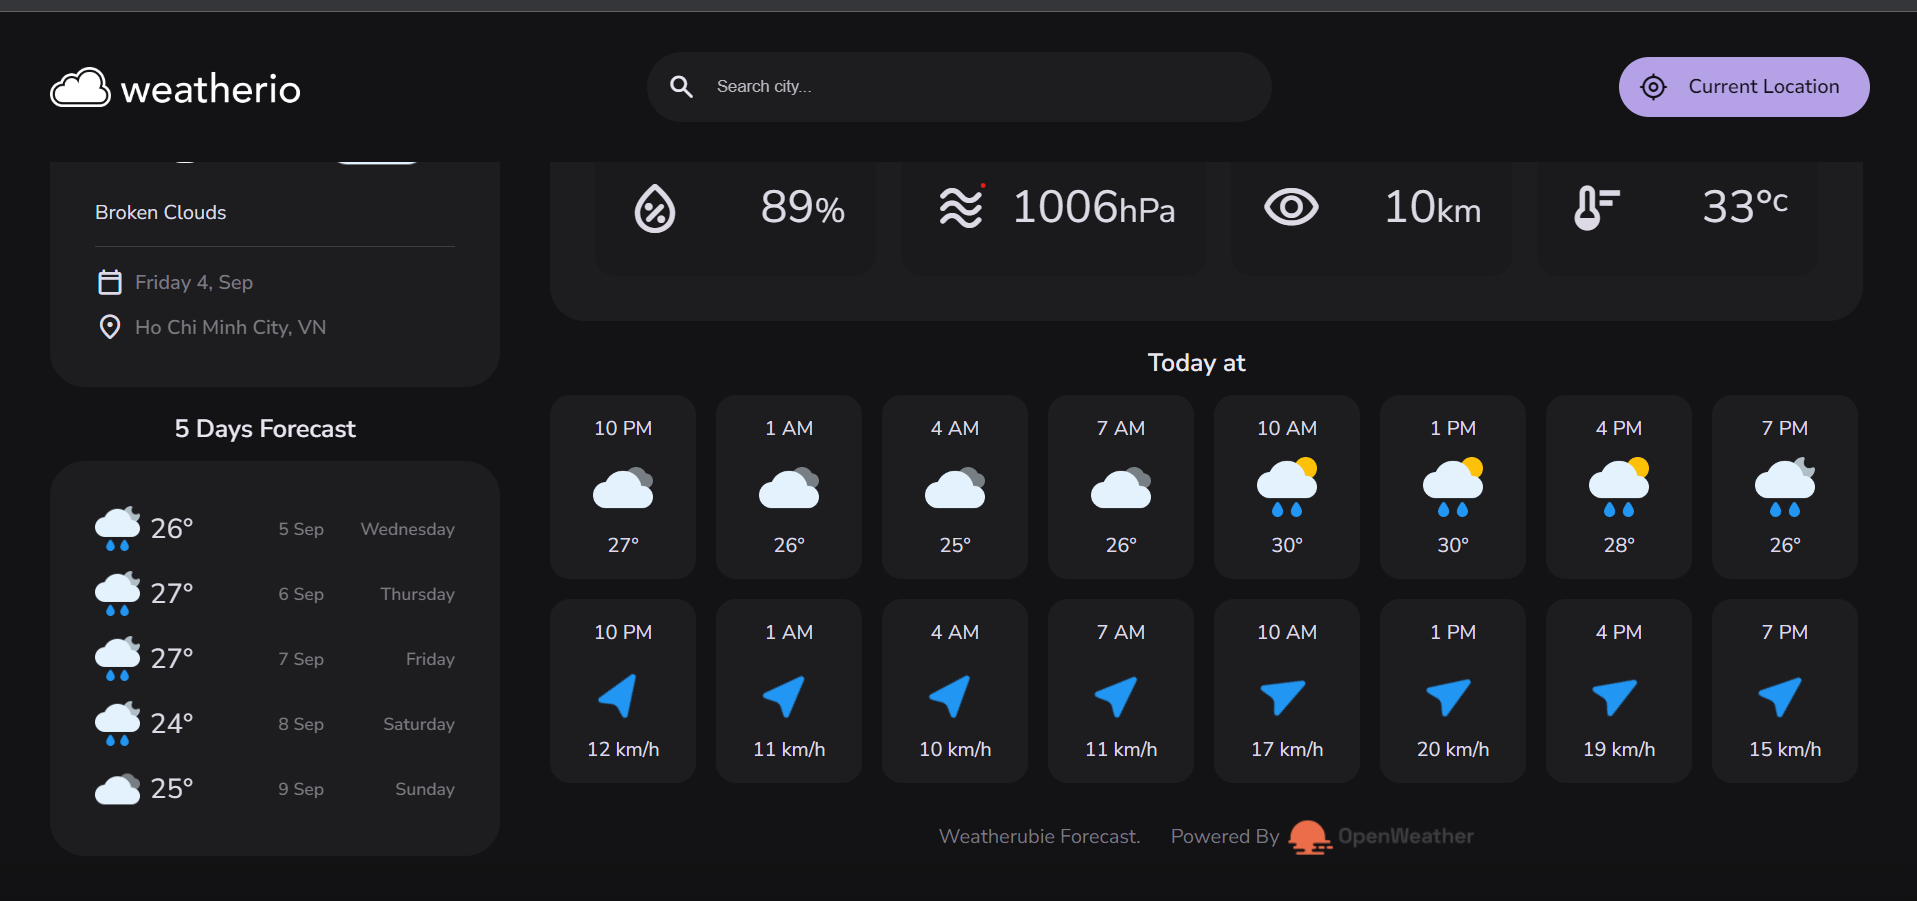 weatherio
Search city...
Current Location
Broken Clouds
Friday 4, Sep
Ho Chi Minh City, VN
5 Days Forecast
26° 5 Sep Wednesday
27° 6 Sep Thursday
27° 7 Sep Friday
24° 8 Sep Saturday
25° 9 Sep Sunday
89% 1006hPa 10km 33°c
Today at
10 PM 1 AM 4 AM 7 AM 10 AM 1 PM 4 PM 7 PM
27° 26° 25° 26° 30° 30° 28° 26°
10 PM 1 AM 4 AM 7 AM 10 AM 1 PM 4 PM 7 PM
12 km/h 11 km/h 10 km/h 11 km/h 17 km/h 20 km/h 19 km/h 15 km/h
Weatherubie Forecast. Powered By OpenWeather